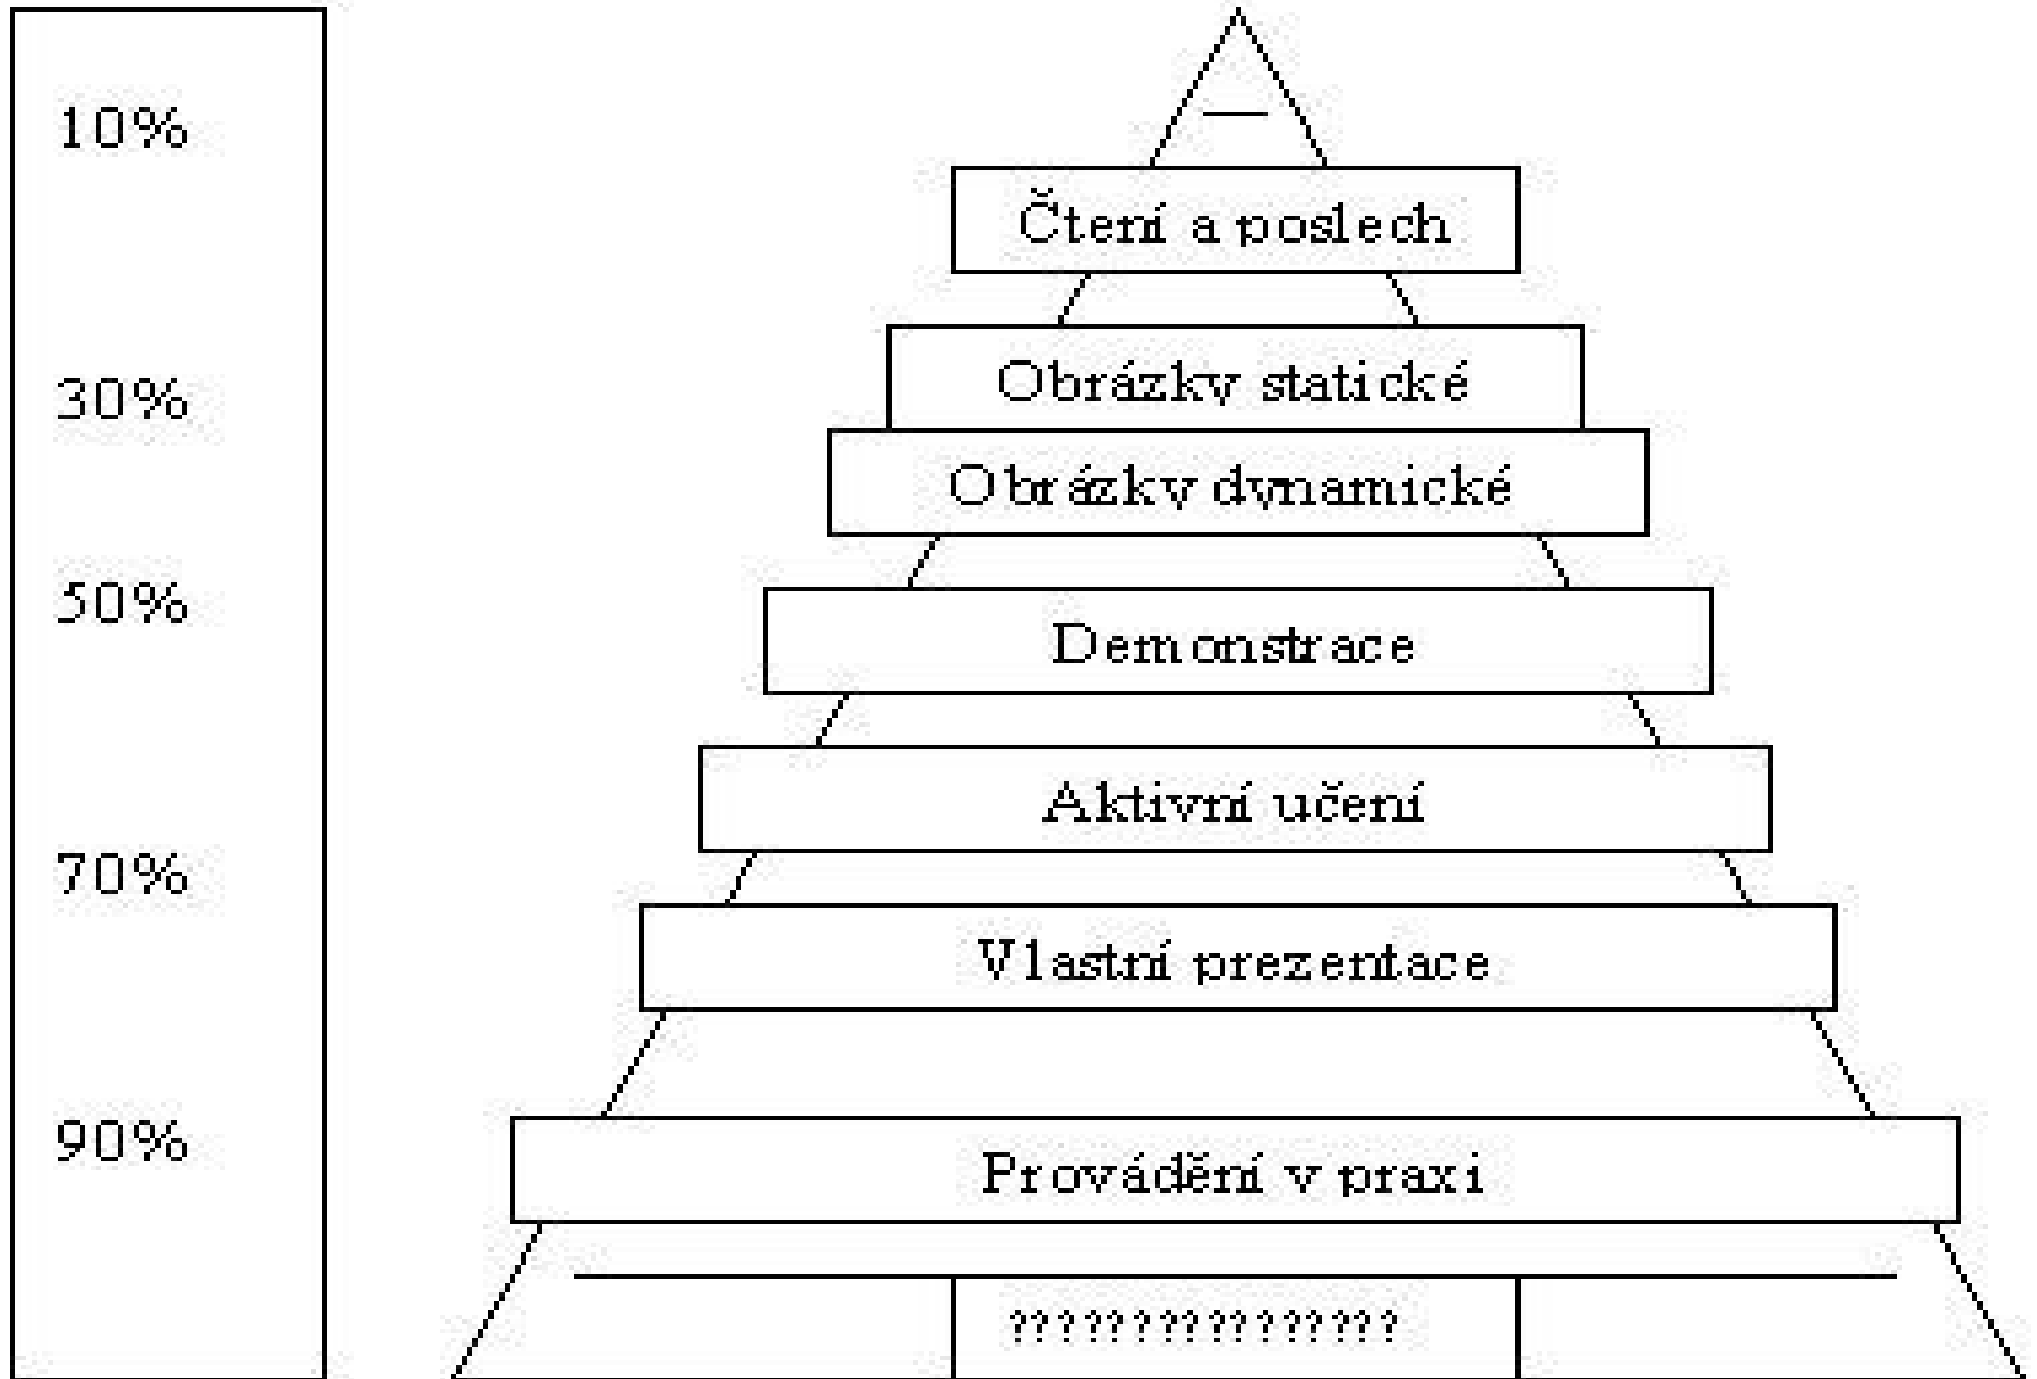 10%
30%
50%
70%
90%
Čtení a poslech
Obrázky statické
Obrázky dynamické
Demonstrace
Aktivní učení
Vlastní prezentace
Provádění v praxi
????????????????